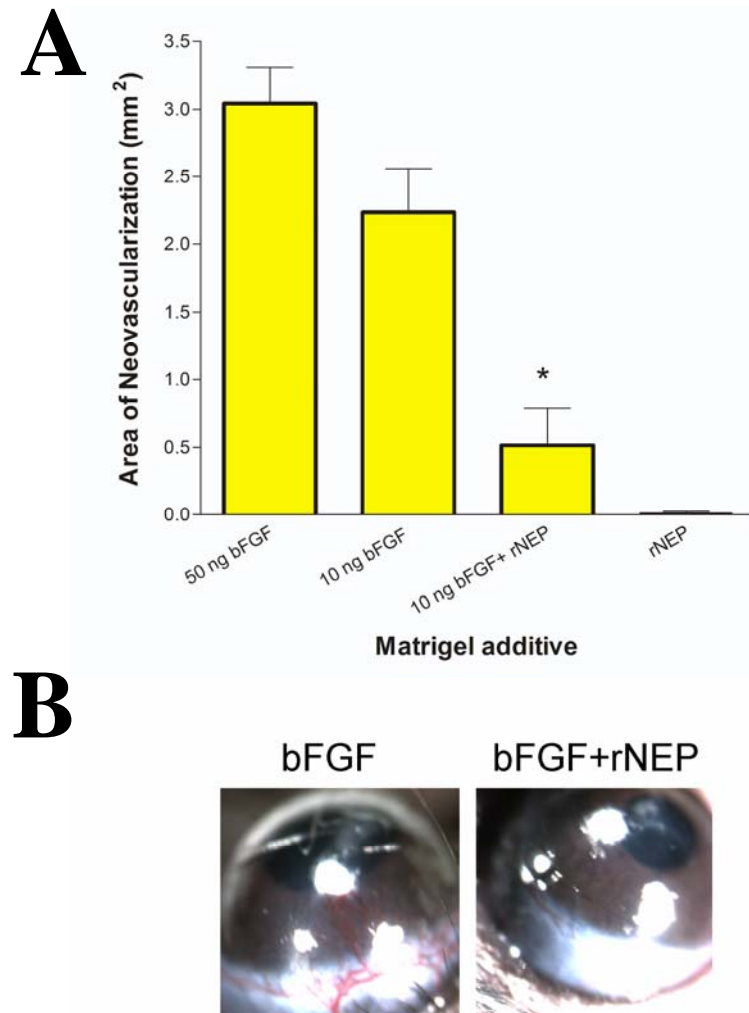 A
Area of Neovascularization (mm²)
3.5
3.0
2.5
2.0
1.5
1.0
0.5
0.0
*
50 ng bFGF
10 ng bFGF
10 ng bFGF+ rNEP
rNEP
Matrigel additive
B
bFGF
bFGF+rNEP